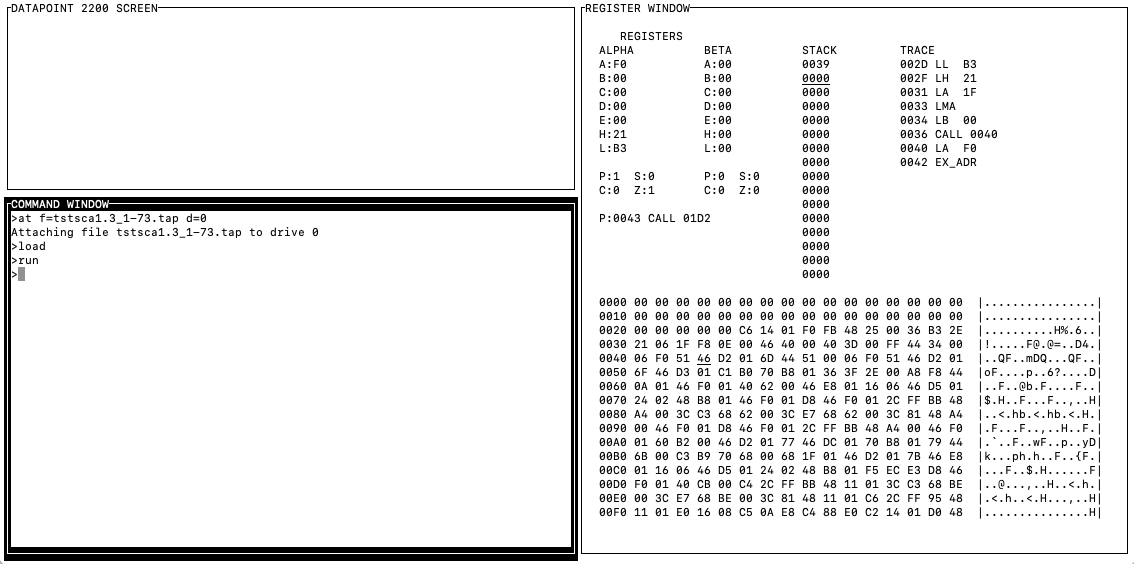 DATAPOINT 2200 SCREEN
COMMAND WINDOW
>at f=tstsca1.3_1-73.tap d=0
Attaching file tstsca1.3_1-73.tap to drive 0
>load
>run
>
REGISTER WINDOW
REGISTERS
ALPHA BETA STACK TRACE
A:F0 A:00 0039 002D LL B3
B:00 B:00 0000 002F LH 21
C:00 C:00 0000 0031 LA 1F
D:00 D:00 0000 0033 LMA
E:00 E:00 0000 0034 LB 00
H:21 H:00 0000 0036 CALL 0040
L:B3 L:00 0000 0040 LA F0
0000 0042 EX_ADR
P:1 S:0 P:0 S:0 0000
C:0 Z:1 C:0 Z:0 0000
0000
P:0043 CALL 01D2 0000
0000
0000
0000
0000
0000 00 00 00 00 00 00 00 00 00 00 00 00 00 00 00 00 |................|
0010 00 00 00 00 00 00 00 00 00 00 00 00 00 00 00 00 |................|
0020 00 00 00 00 00 C6 14 01 F0 FB 48 25 00 36 B3 2E |..........H%.6..|
0030 21 06 1F F8 0E 00 46 40 00 40 3D 00 FF 44 34 00 |!.....F@.@=..D4.|
0040 06 F0 51 46 D2 01 6D 44 51 00 06 F0 51 46 D2 01 |..QF..mDQ...QF..|
0050 6F 46 D3 01 C1 B0 70 B8 01 36 3F 2E 00 A8 F8 44 |oF....p..6?....D|
0060 0A 01 46 F0 01 40 62 00 46 E8 01 16 06 46 D5 01 |..F..@b.F....F..|
0070 24 02 48 B8 01 46 F0 01 D8 46 F0 01 2C FF BB 48 |$.H..F...F..,..H|
0080 A4 00 3C C3 68 62 00 3C E7 68 62 00 3C 81 48 A4 |..<.hb.<.hb.<.H.|
0090 00 46 F0 01 D8 46 F0 01 2C FF BB 48 A4 00 46 F0 |.F...F..,..H..F.|
00A0 01 60 B2 00 46 D2 01 77 46 DC 01 70 B8 01 79 44 |.`..F..wF..p..yD|
00B0 6B 00 C3 B9 70 68 00 68 1F 01 46 D2 01 7B 46 E8 |k...ph.h..F..{F.|
00C0 01 16 06 46 D5 01 24 02 48 B8 01 F5 EC E3 D8 46 |...F..$.H......F|
00D0 F0 01 40 CB 00 C4 2C FF BB 48 11 01 3C C3 68 BE |..@...,..H..<.h.|
00E0 00 3C E7 68 BE 00 3C 81 48 11 01 C6 2C FF 95 48 |.<.h..<.H...,..H|
00F0 11 01 E0 16 08 C5 0A E8 C4 88 E0 C2 14 01 D0 48 |...............H|